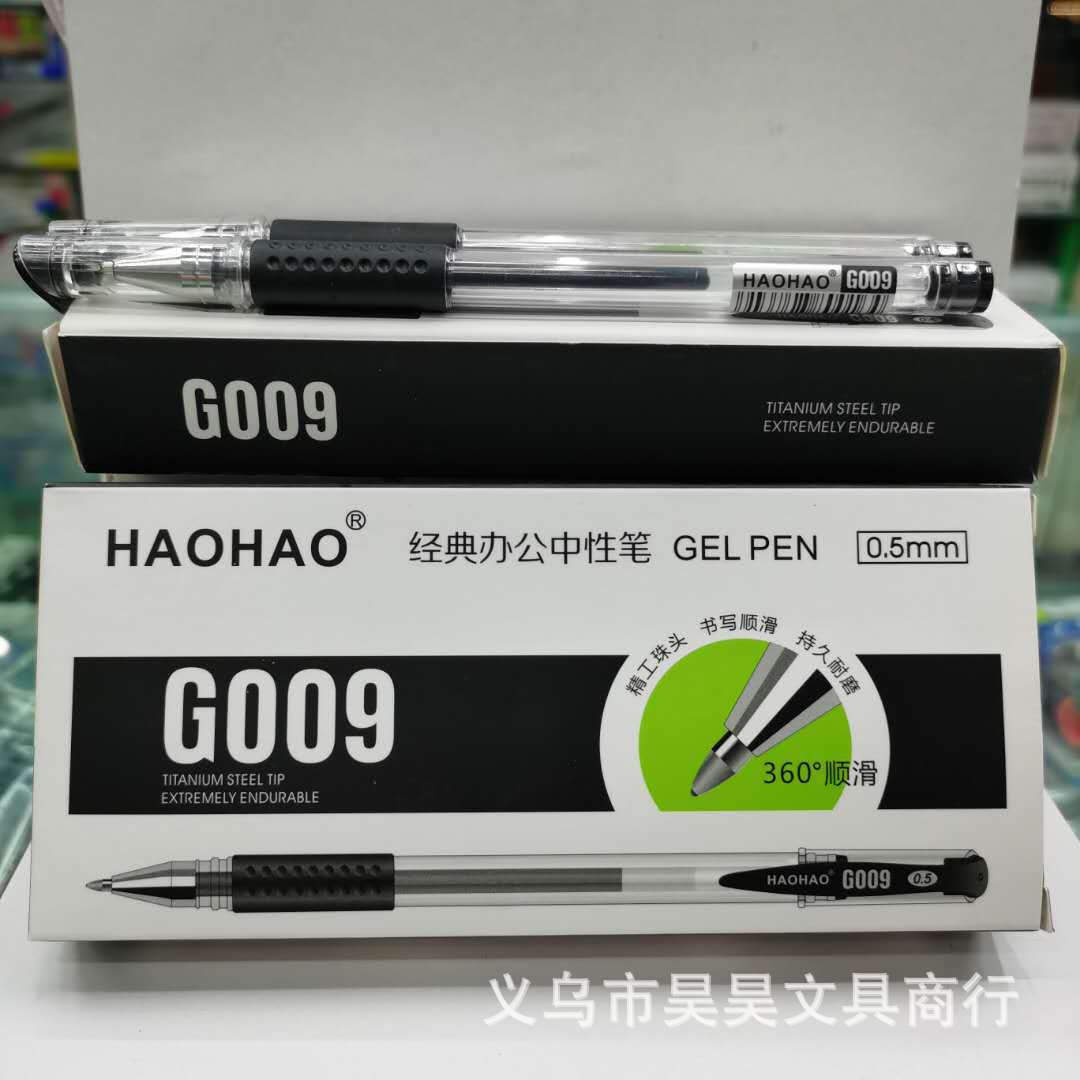 HAOHAO G009
G009
TITANIUM STEEL TIP
EXTREMELY ENDURABLE
HAOHAO® 经典办公中性笔 GEL PEN 0.5mm
精工珠头 书写顺滑 持久耐磨
360°顺滑
G009
TITANIUM STEEL TIP
EXTREMELY ENDURABLE
HAOHAO® G009 0.5
义乌市昊昊文具商行